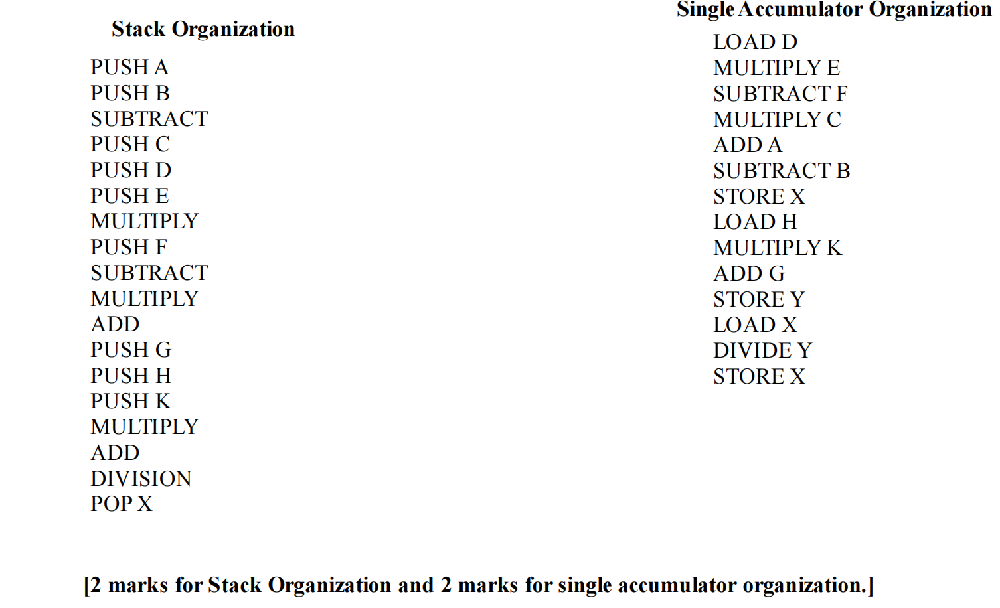 Stack Organization
PUSH A
PUSH B
SUBTRACT
PUSH C
PUSH D
PUSH E
MULTIPLY
PUSH F
SUBTRACT
MULTIPLY
ADD
PUSH G
PUSH H
PUSH K
MULTIPLY
ADD
DIVISION
POP X
Single Accumulator Organization
LOAD D
MULTIPLY E
SUBTRACT F
MULTIPLY C
ADD A
SUBTRACT B
STORE X
LOAD H
MULTIPLY K
ADD G
STORE Y
LOAD X
DIVIDE Y
STORE X
[2 marks for Stack Organization and 2 marks for single accumulator organization.]